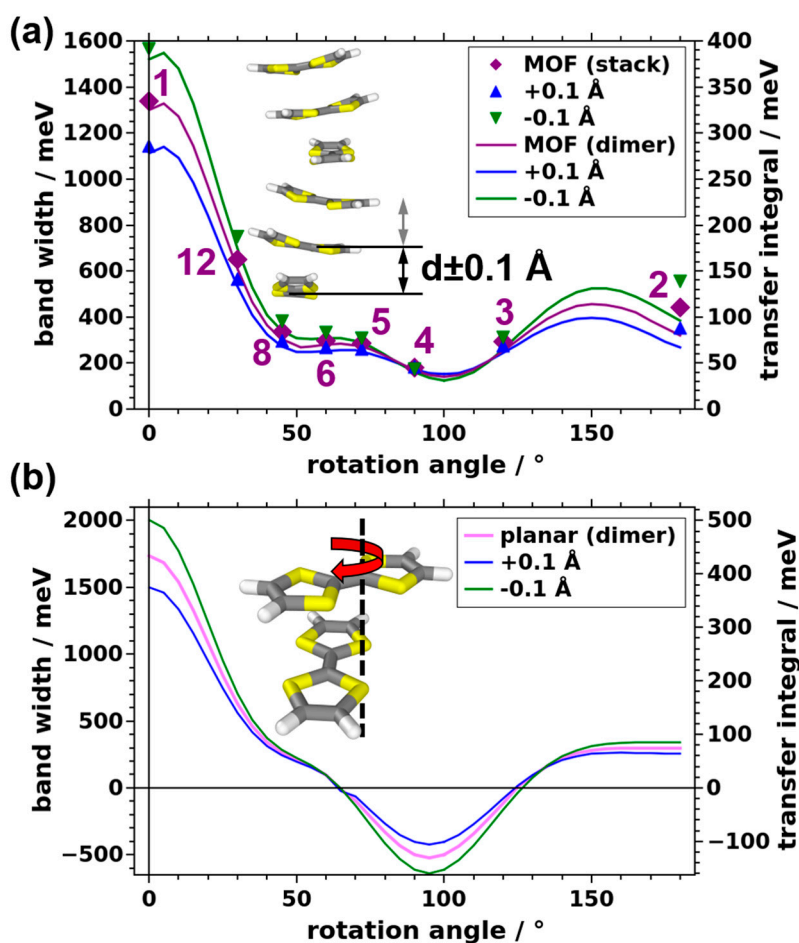 (a)
1600
1400
1200
1000
800
600
400
200
0
band width / meV
400
350
300
250
200
150
100
50
0
transfer integral / meV
MOF (stack)
+0.1 Å
-0.1 Å
MOF (dimer)
+0.1 Å
-0.1 Å
1
12
8
6
5
4
3
2
d±0.1 Å
0
50
100
150
rotation angle / °
(b)
2000
1500
1000
500
0
−500
band width / meV
500
400
300
200
100
0
−100
transfer integral / meV
planar (dimer)
+0.1 Å
-0.1 Å
0
50
100
150
rotation angle / °